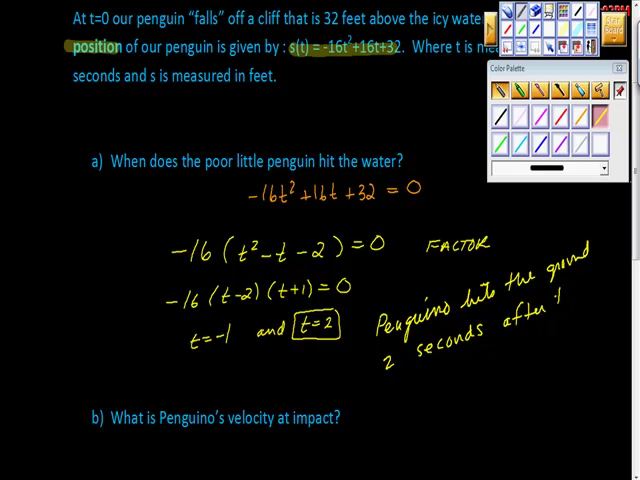 At t=0 our penguin “falls” off a cliff that is 32 feet above the icy wate
position of our penguin is given by : s(t) = -16t²+16t+32. Where t is me
seconds and s is measured in feet.
Start
Board
Color Palette
a) When does the poor little penguin hit the water?
-16t² + 16t + 32 = 0
-16 ( t² - t - 2 ) = 0 FACTOR
-16 (t-2) (t+1) = 0
t = -1 and t = 2
Penguino hits the ground
2 seconds after
b) What is Penguino's velocity at impact?